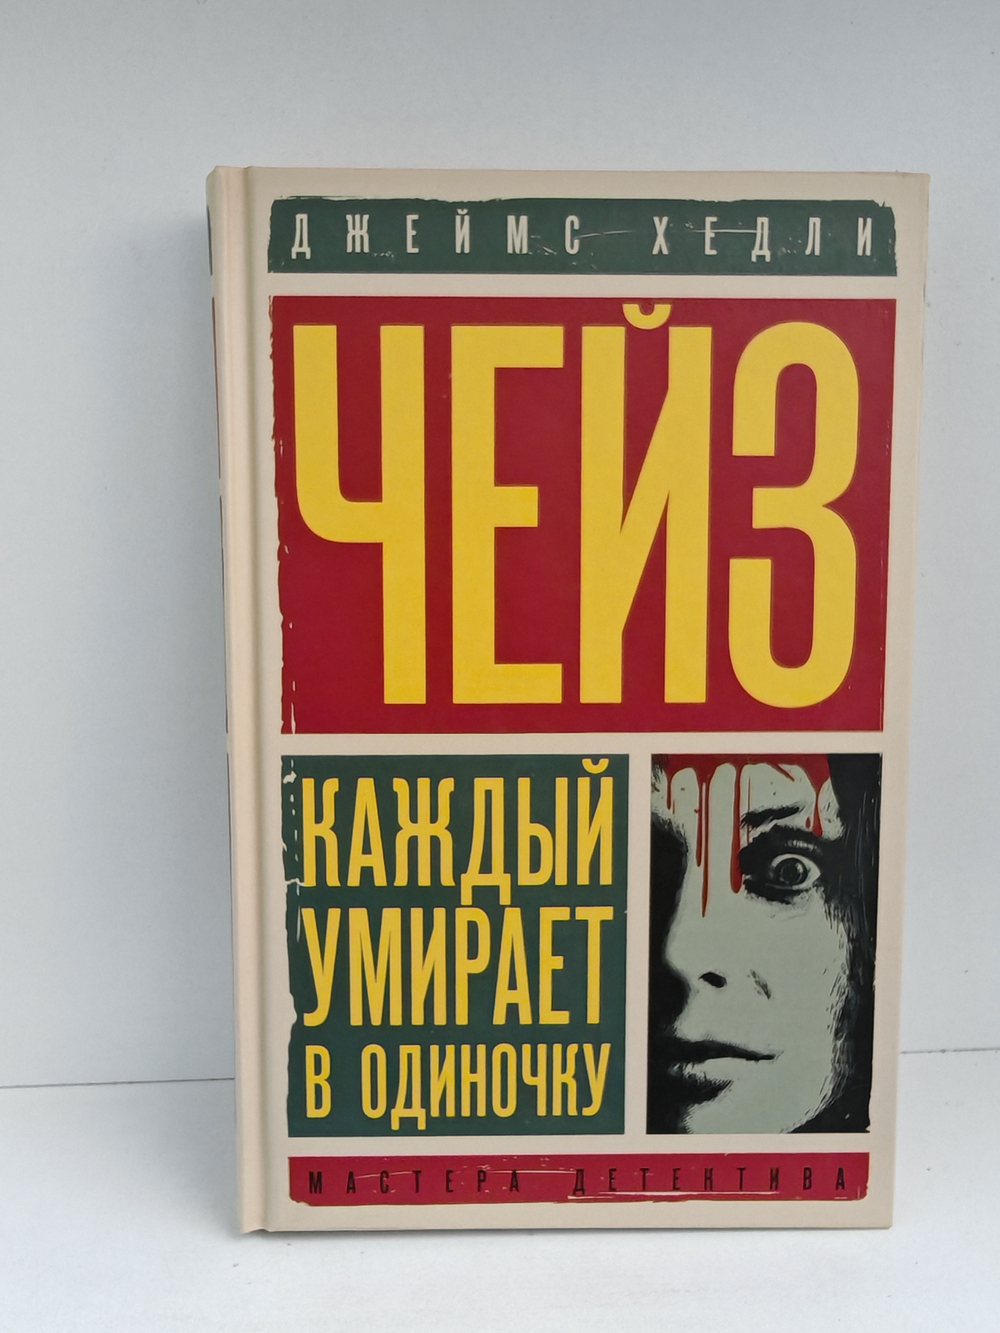 ДЖЕЙМС ХЕДЛИ
ЧЕЙЗ
КАЖДЫЙ
УМИРАЕТ
В ОДИНОЧКУ
МАСТЕРА ДЕТЕКТИВА